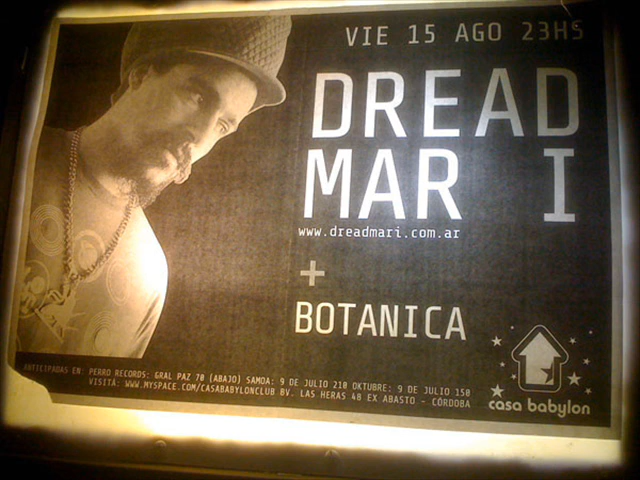 VIE 15 AGO 23HS
DREAD
MAR I
www.dreadmari.com.ar
+
BOTANICA
ANTICIPADAS EN: PERRO RECORDS: GRAL PAZ 70 (ABAJO) SAMOA: 9 DE JULIO 210 OKTUBRE: 9 DE JULIO 150
VISITÁ: WWW.MYSPACE.COM/CASABABYLONCLUB BV. LAS HERAS 48 EX ABASTO - CÓRDOBA
casa babylon